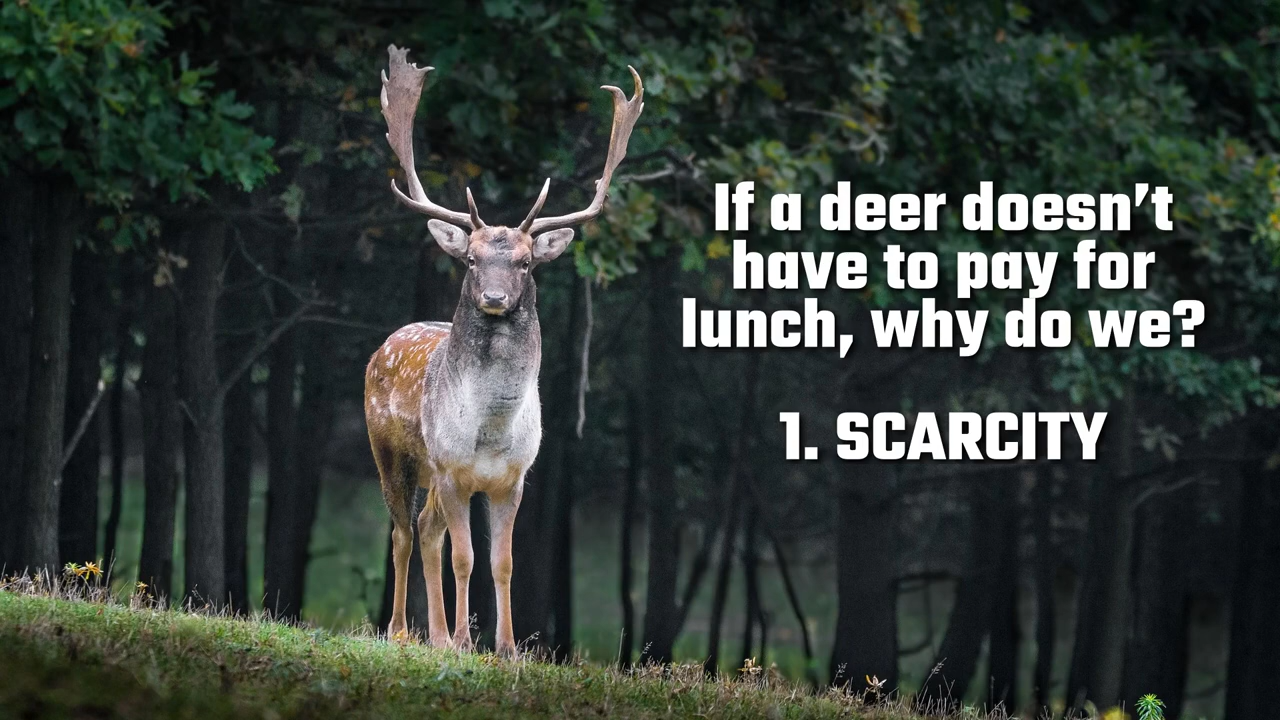 If a deer doesn’t
have to pay for
lunch, why do we?
1. SCARCITY